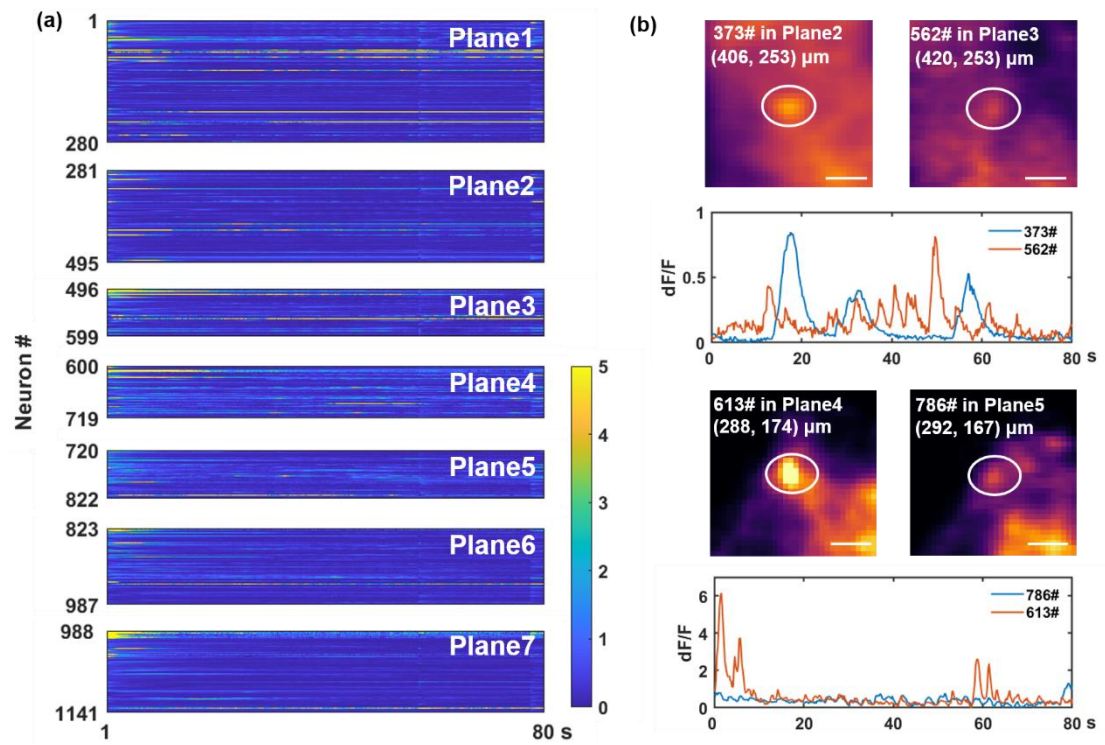 (a)
Neuron #
1
Plane1
280
281
Plane2
495
496
Plane3
599
600
Plane4
719
720
Plane5
822
823
Plane6
987
988
Plane7
1141
1
80 s
5
4
3
2
1
0
(b)
373# in Plane2
(406, 253) µm
562# in Plane3
(420, 253) µm
1
0.5
0
dF/F
373#
562#
0 20 40 60 80 s
613# in Plane4
(288, 174) µm
786# in Plane5
(292, 167) µm
6
4
2
0
dF/F
786#
613#
0 20 40 60 80 s